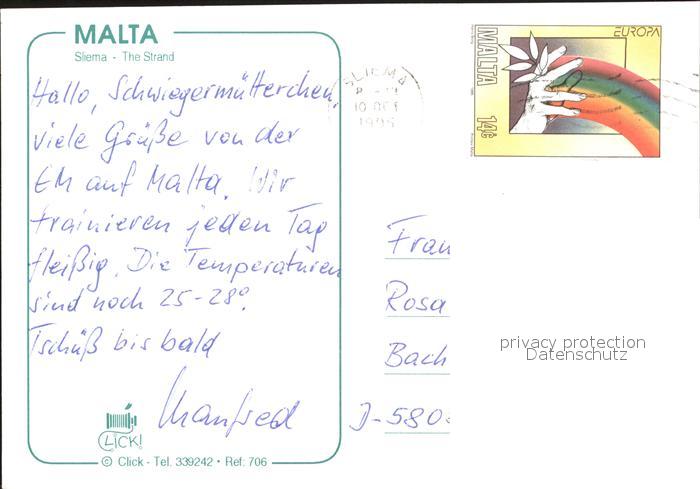 MALTA
Sliema - The Strand
Hallo, Schwiegermütterchen,
viele Grüße von der
EM auf Malta. Wir
trainieren jeden Tag
fleißig. Die Temperaturen
sind noch 25-28°.
Tschüß bis bald
Manfred
CLICK!
© Click - Tel. 339242 • Ref: 706
SLIEMA
10 OCT
1995
EUROPA
MALTA 14c
Frau
Rosa
Bach
D-580
privacy protection
Datenschutz